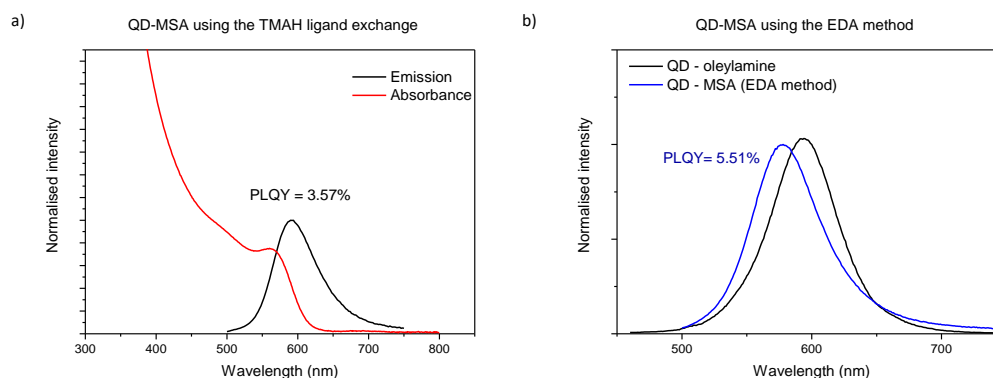 a)
QD-MSA using the TMAH ligand exchange
Emission
Absorbance
PLQY = 3.57%
Normalised intensity
300 400 500 600 700 800
Wavelength (nm)
b)
QD-MSA using the EDA method
QD - oleylamine
QD - MSA (EDA method)
PLQY= 5.51%
Normalised intensity
500 600 700
Wavelength (nm)